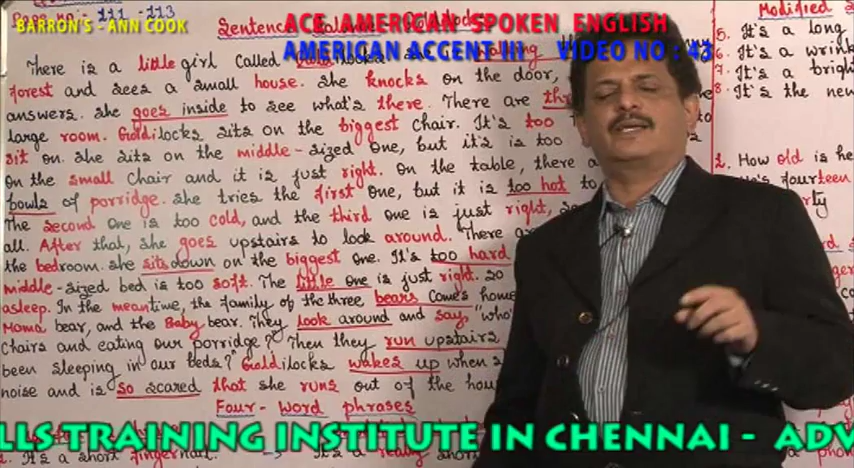 Page no: 111 - 113
BARRON'S - ANN COOK
ACE AMERICAN SPOKEN ENGLISH
AMERICAN ACCENT III VIDEO NO : 43
Sentence Balance
There is a little girl called
forest and sees a small house. She knocks on the door,
answers. She goes inside to see what's there. There are
large room. Goldilocks sits on the biggest chair. It's too
sit on. She sits on the middle-sized one, but it's is too
on the small chair and it is just right. On the table, there
bowls of porridge. She tries the first one, but it is too hot to
The second one is too cold, and the third one is just right,
all. After that, she goes upstairs to look around. There
the bedroom. She sits down on the biggest one. It's too hard
middle-sized bed is too soft. The little one is just right. So
asleep. In the meantime, the family of the three bears comes home
Mama bear, and the Baby bear. They look around and say, "who's
chairs and eating our porridge? Then they run upstairs
been sleeping in our beds?" Goldilocks wakes up when
noise and is so scared that she runs out of the
Four-word phrases
1. It's a short fingernail.
It's a really short
Modified
5. It's a long
6. It's a
7. It's a
8. It's the new
2. How old is he
fourteen
LLS TRAINING INSTITUTE IN CHENNAI - ADV